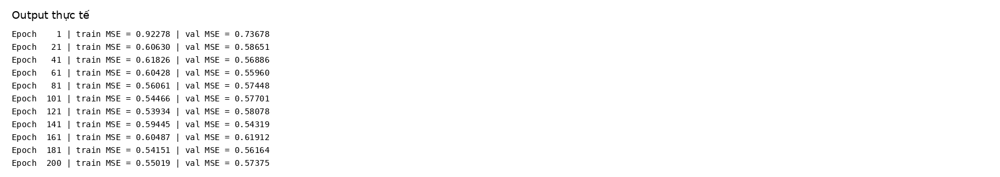 Output thực tế
Epoch    1 | train MSE = 0.92278 | val MSE = 0.73678
Epoch   21 | train MSE = 0.60630 | val MSE = 0.58651
Epoch   41 | train MSE = 0.61826 | val MSE = 0.56886
Epoch   61 | train MSE = 0.60428 | val MSE = 0.55960
Epoch   81 | train MSE = 0.56061 | val MSE = 0.57448
Epoch  101 | train MSE = 0.54466 | val MSE = 0.57701
Epoch  121 | train MSE = 0.53934 | val MSE = 0.58078
Epoch  141 | train MSE = 0.59445 | val MSE = 0.54319
Epoch  161 | train MSE = 0.60487 | val MSE = 0.61912
Epoch  181 | train MSE = 0.54151 | val MSE = 0.56164
Epoch  200 | train MSE = 0.55019 | val MSE = 0.57375